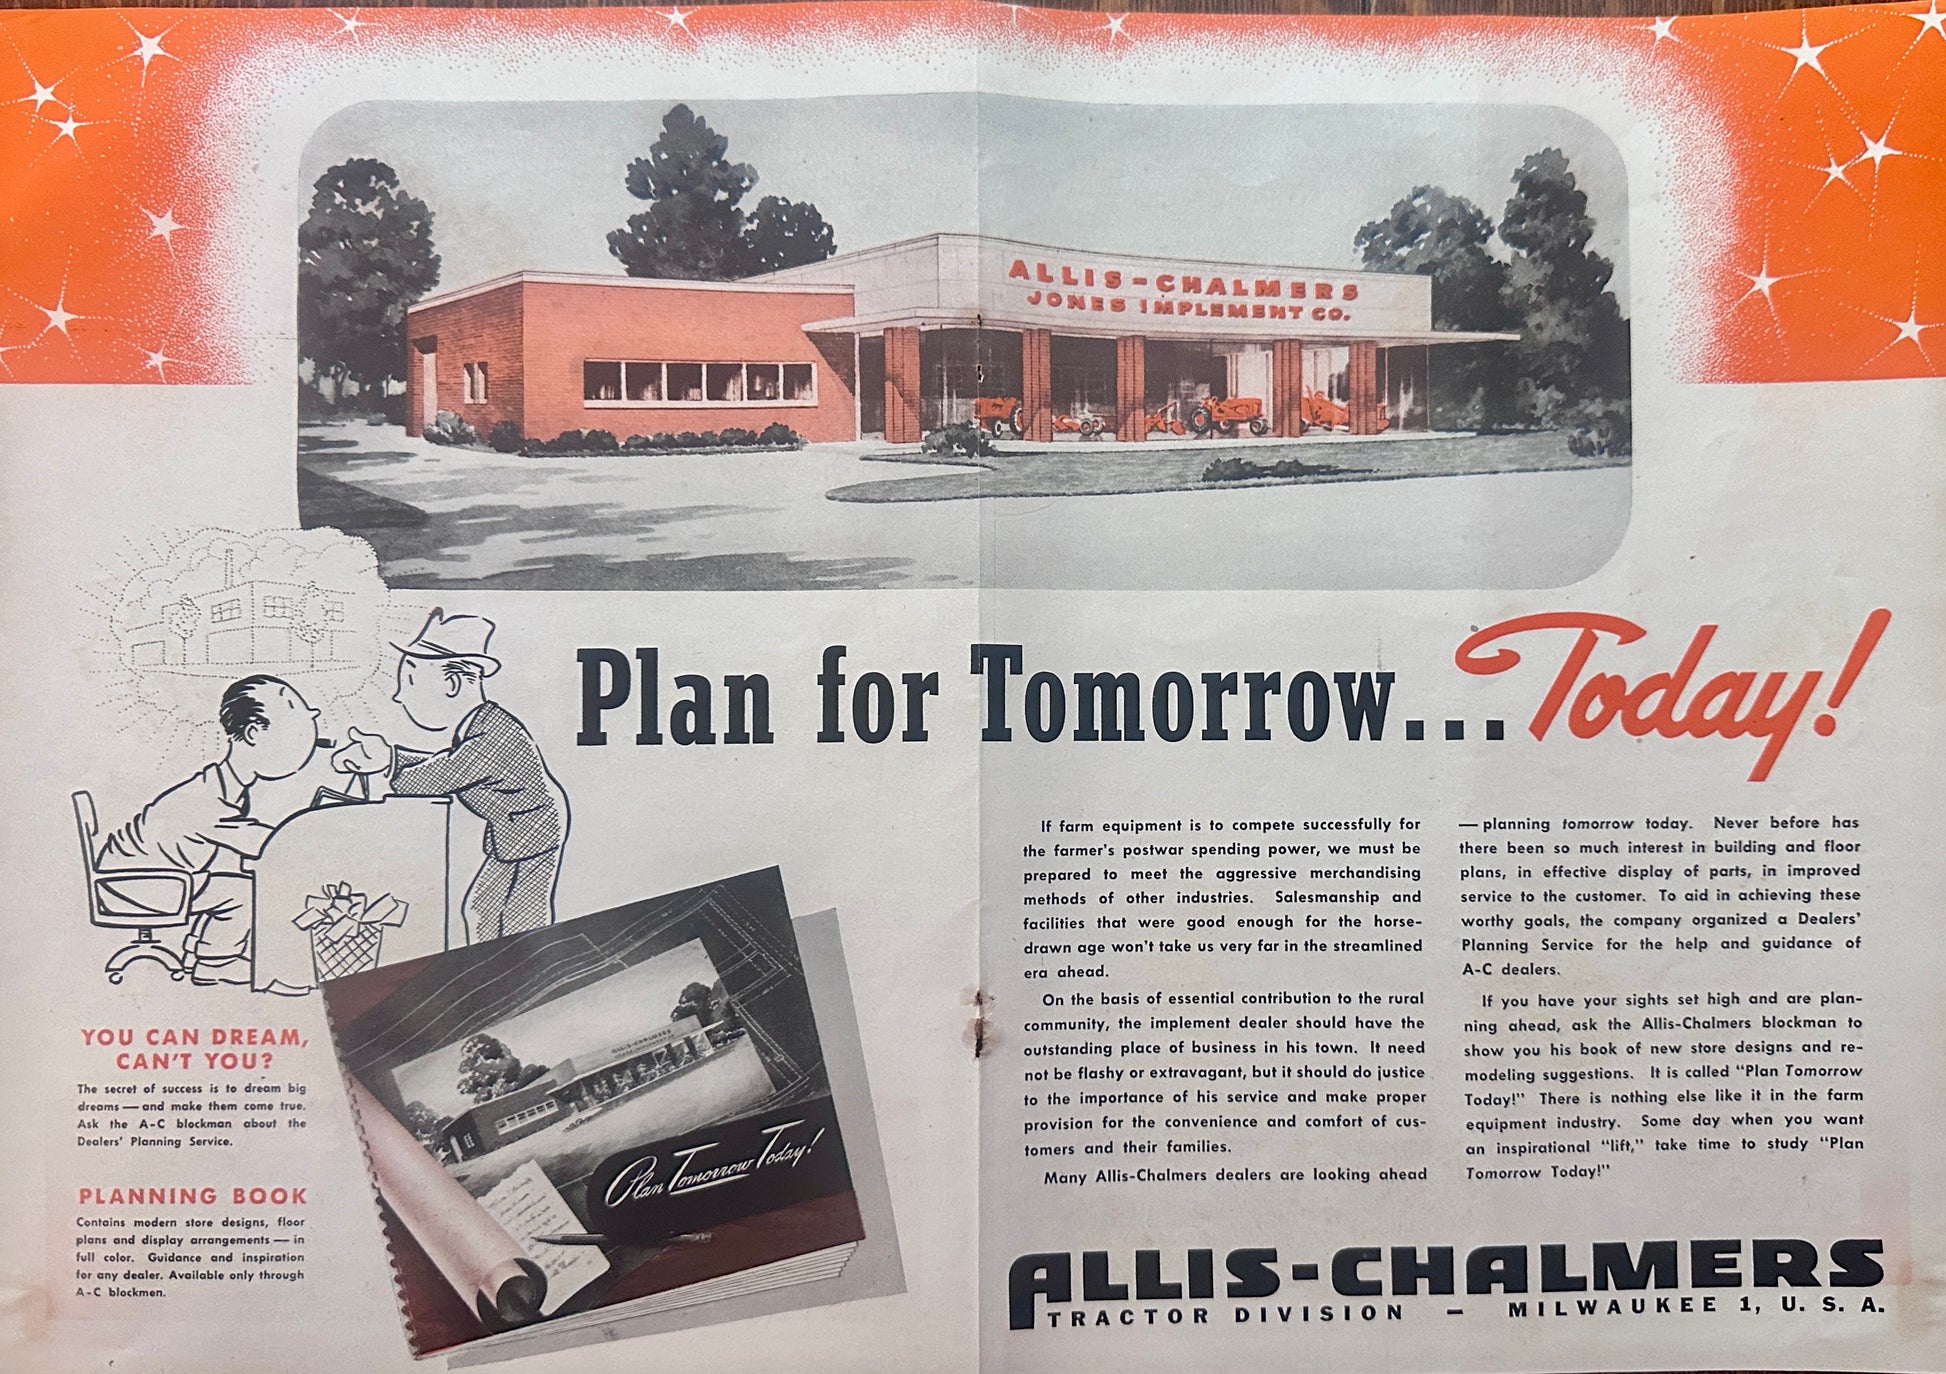 ALLIS-CHALMERS
JONES IMPLEMENT CO.
Plan for Tomorrow... Today!
YOU CAN DREAM,
CAN'T YOU?
The secret of success is to dream big
dreams — and make them come true.
Ask the A-C blockman about the
Dealers' Planning Service.
PLANNING BOOK
Contains modern store designs, floor
plans and display arrangements — in
full color. Guidance and inspiration
for any dealer. Available only through
A-C blockmen.
ALLIS-CHALMERS
Plan Tomorrow Today!
If farm equipment is to compete successfully for
the farmer's postwar spending power, we must be
prepared to meet the aggressive merchandising
methods of other industries. Salesmanship and
facilities that were good enough for the horse-
drawn age won't take us very far in the streamlined
era ahead.
On the basis of essential contribution to the rural
community, the implement dealer should have the
outstanding place of business in his town. It need
not be flashy or extravagant, but it should do justice
to the importance of his service and make proper
provision for the convenience and comfort of cus-
tomers and their families.
Many Allis-Chalmers dealers are looking ahead
— planning tomorrow today. Never before has
there been so much interest in building and floor
plans, in effective display of parts, in improved
service to the customer. To aid in achieving these
worthy goals, the company organized a Dealers'
Planning Service for the help and guidance of
A-C dealers.
If you have your sights set high and are plan-
ning ahead, ask the Allis-Chalmers blockman to
show you his book of new store designs and re-
modeling suggestions. It is called "Plan Tomorrow
Today!" There is nothing else like it in the farm
equipment industry. Some day when you want
an inspirational "lift," take time to study "Plan
Tomorrow Today!"
ALLIS-CHALMERS
TRACTOR DIVISION — MILWAUKEE 1, U. S. A.